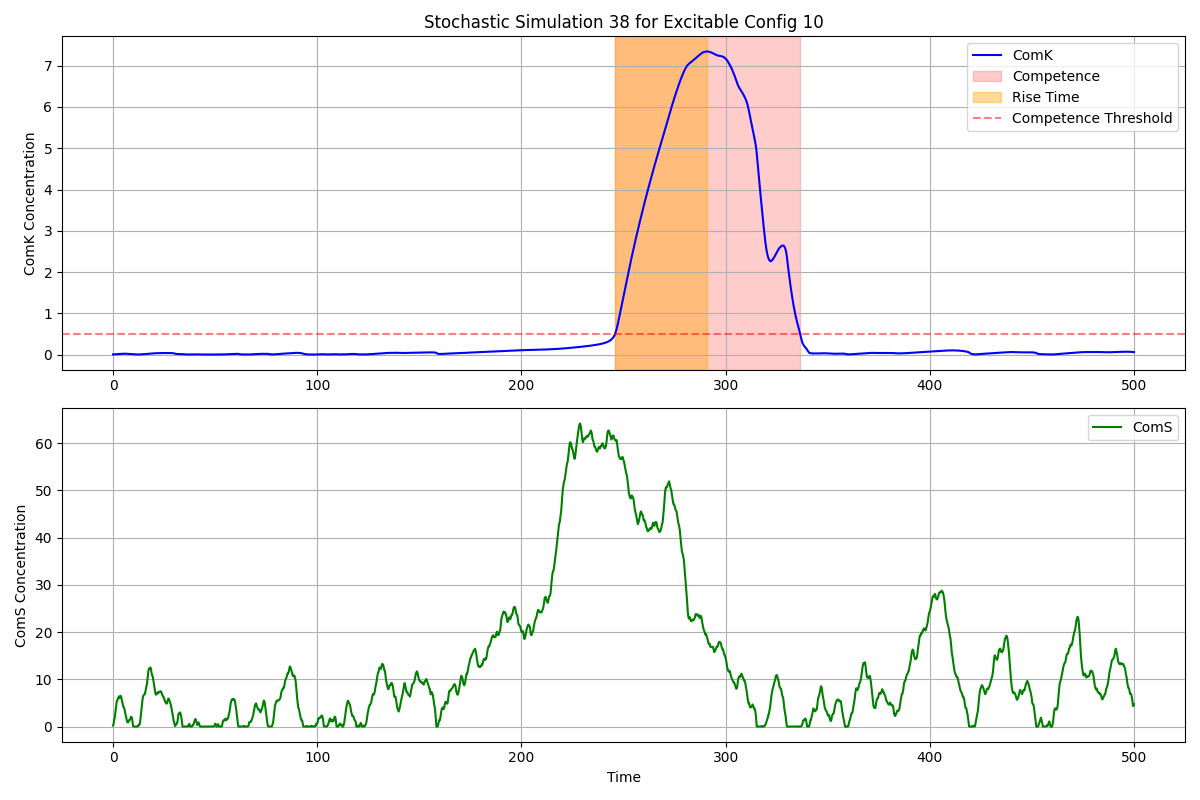 Stochastic Simulation 38 for Excitable Config 10
ComK Concentration
7
6
5
4
3
2
1
0
0 100 200 300 400 500
ComK
Competence
Rise Time
Competence Threshold
ComS Concentration
60
50
40
30
20
10
0
0 100 200 300 400 500
ComS
Time